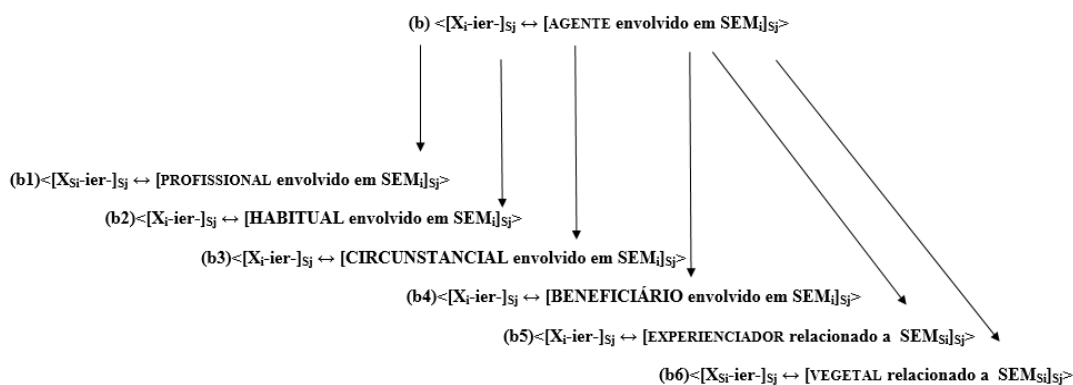 (b) <[Xᵢ-ier-]Sj ↔ [AGENTE envolvido em SEMᵢ]Sj>
(b1)<[XSi-ier-]Sj ↔ [PROFISSIONAL envolvido em SEMᵢ]Sj>
(b2)<[Xᵢ-ier-]Sj ↔ [HABITUAL envolvido em SEMᵢ]Sj>
(b3)<[Xᵢ-ier-]Sj ↔ [CIRCUNSTANCIAL envolvido em SEMᵢ]Sj>
(b4)<[Xᵢ-ier-]Sj ↔ [BENEFICIÁRIO envolvido em SEMᵢ]Sj>
(b5)<[Xᵢ-ier-]Sj ↔ [EXPERIENCIADOR relacionado a SEMSi]Sj>
(b6)<[XSi-ier-]Sj ↔ [VEGETAL relacionado a SEMSi]Sj>